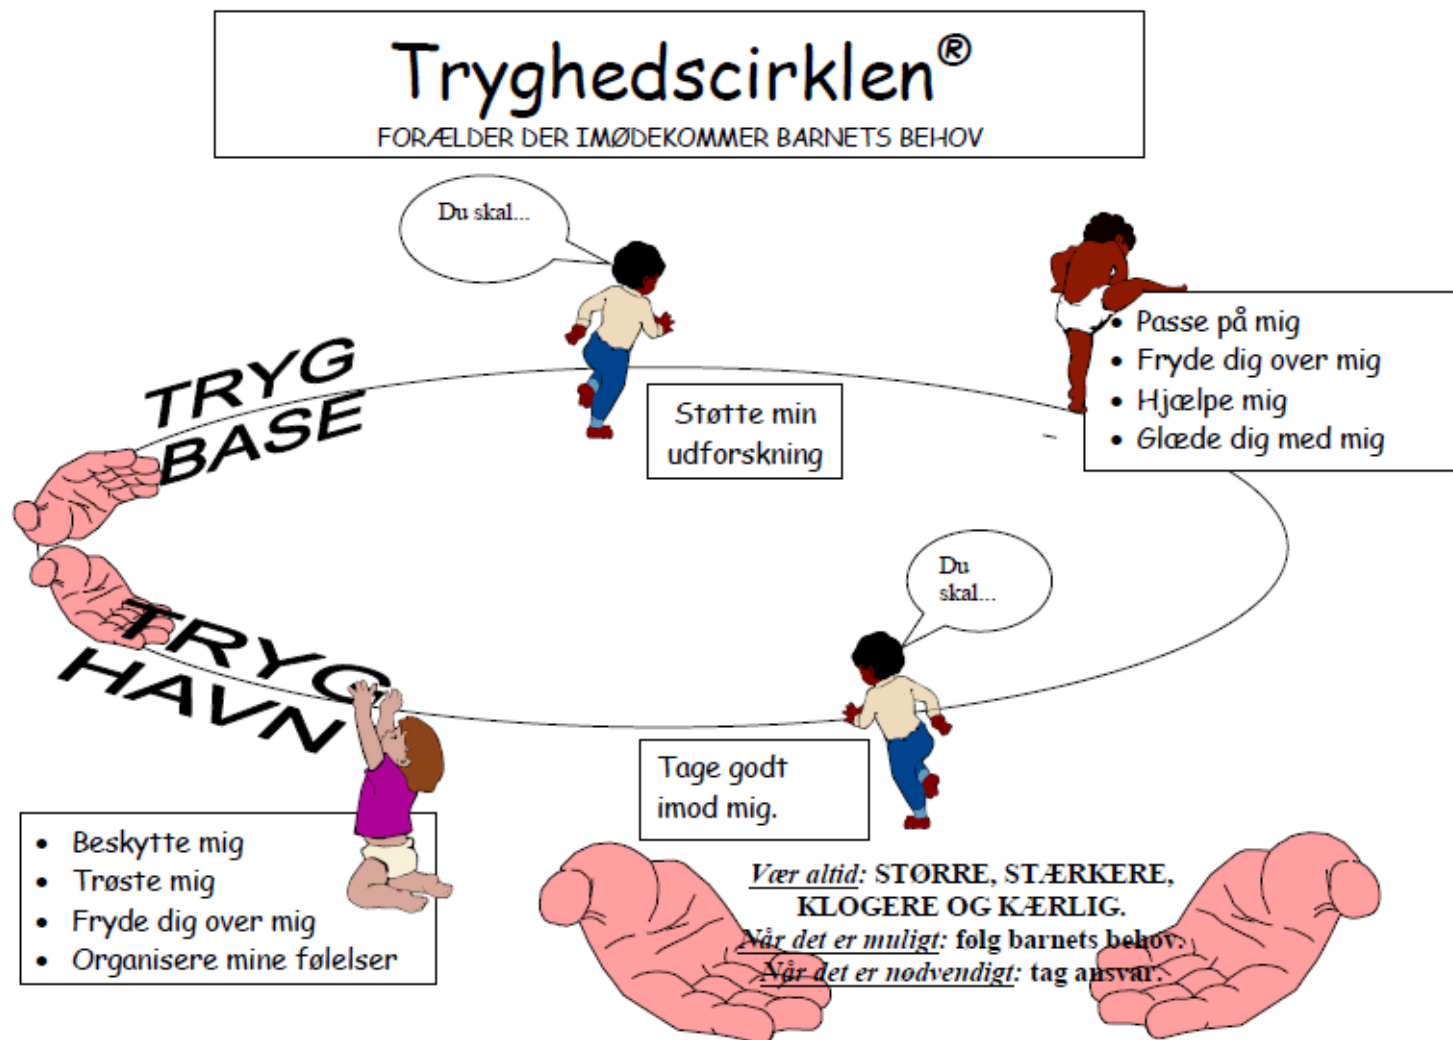 Tryghedscirklen®
FORÆLDER DER IMØDEKOMMER BARNETS BEHOV
Du skal...
TRYG
BASE
Støtte min
udforskning
• Passe på mig
• Fryde dig over mig
• Hjælpe mig
• Glæde dig med mig
Du
skal...
TRYG
HAVN
Tage godt
imod mig.
• Beskytte mig
• Trøste mig
• Fryde dig over mig
• Organisere mine følelser
Vær altid: STØRRE, STÆRKERE,
KLOGERE OG KÆRLIG.
Når det er muligt: følg barnets behov.
Når det er nødvendigt: tag ansvar.